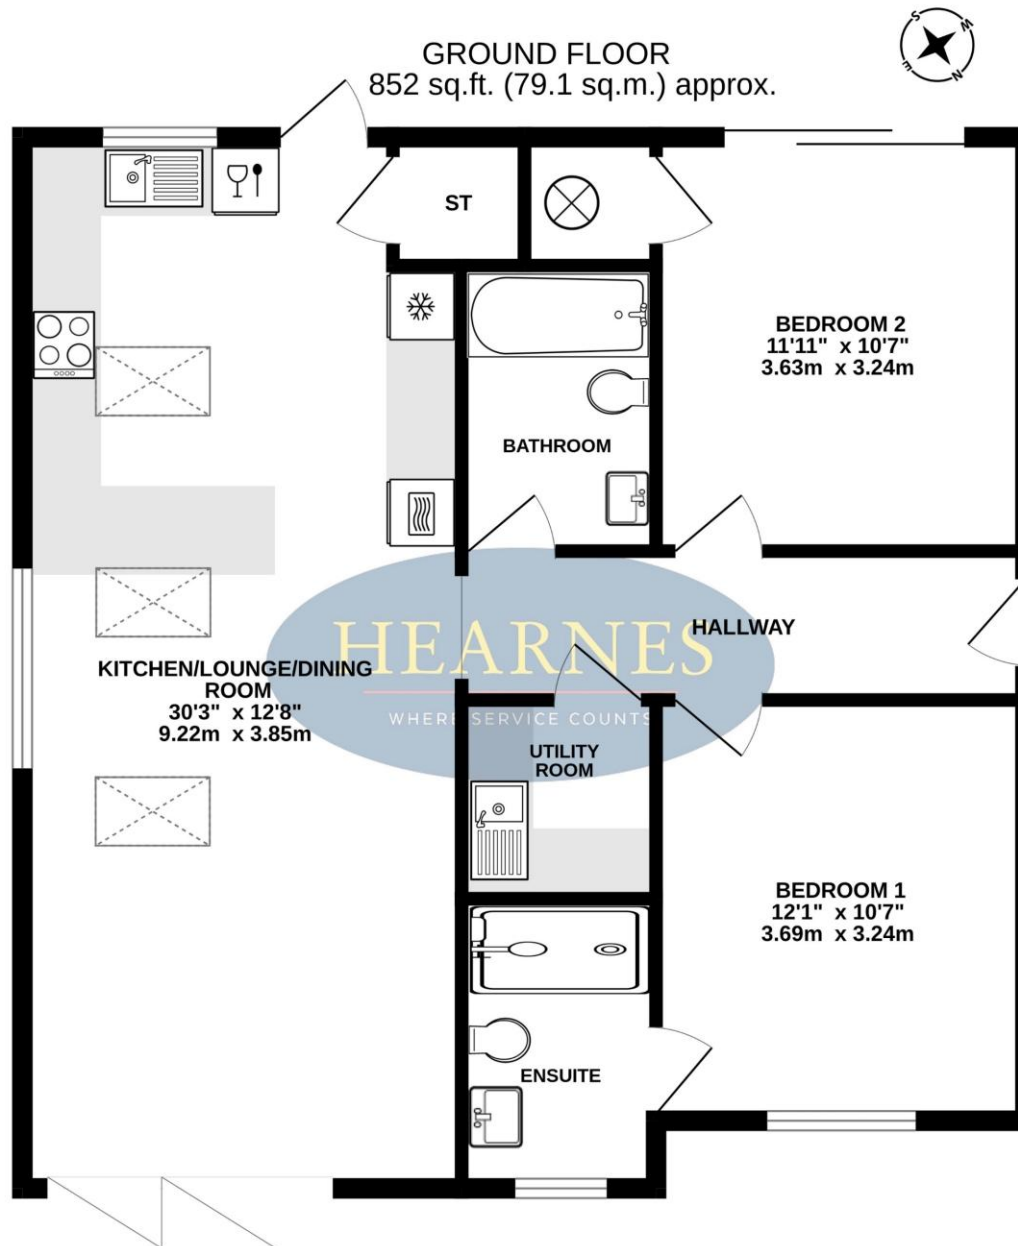 GROUND FLOOR
852 sq.ft. (79.1 sq.m.) approx.
S
W
E
N
ST
BEDROOM 2
11'11" x 10'7"
3.63m x 3.24m
BATHROOM
HEARNES
WHERE SERVICE COUNTS
HALLWAY
KITCHEN/LOUNGE/DINING
ROOM
30'3" x 12'8"
9.22m x 3.85m
UTILITY
ROOM
BEDROOM 1
12'1" x 10'7"
3.69m x 3.24m
ENSUITE